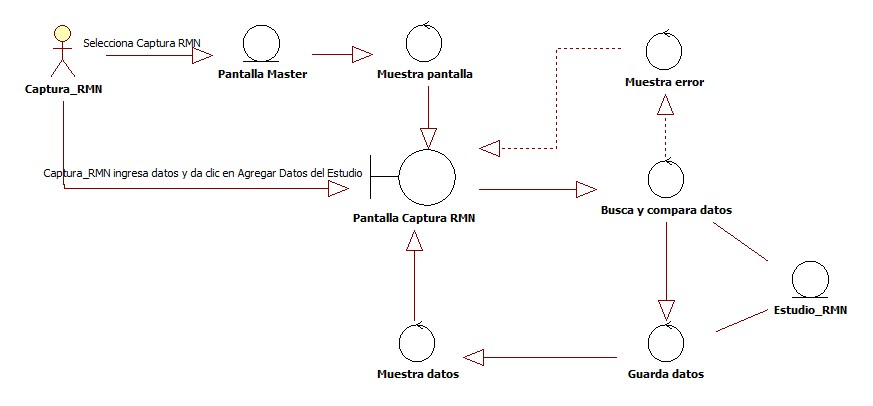 Selecciona Captura RMN
Captura_RMN
Pantalla Master
Muestra pantalla
Muestra error
Captura_RMN ingresa datos y da clic en Agregar Datos del Estudio
Pantalla Captura RMN
Busca y compara datos
Estudio_RMN
Muestra datos
Guarda datos